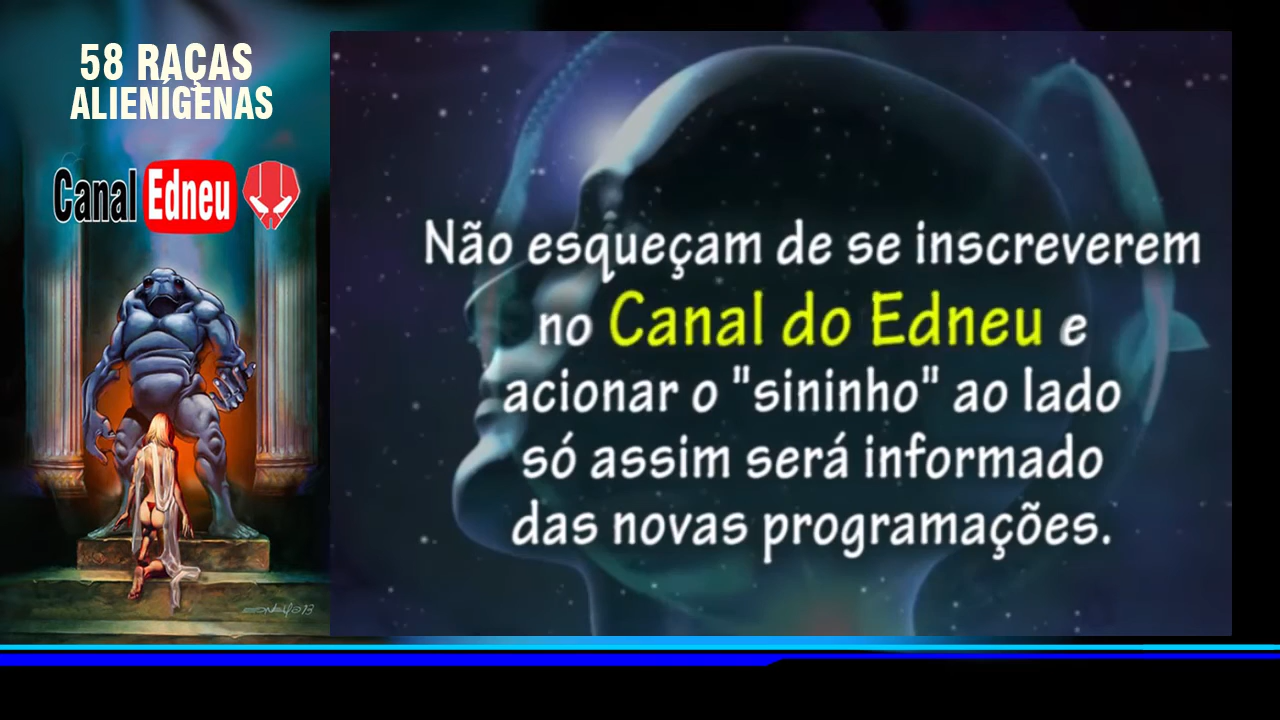 58 RAÇAS
ALIENÍGENAS
Canal Edneu
Não esqueçam de se inscreverem
no Canal do Edneu e
acionar o "sininho" ao lado
só assim será informado
das novas programações.